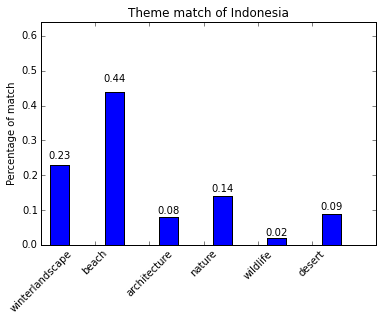 Theme match of Indonesia
Percentage of match
0.6
0.5
0.4
0.3
0.2
0.1
0.0
0.23
0.44
0.08
0.14
0.02
0.09
winterlandscape
beach
architecture
nature
wildlife
desert